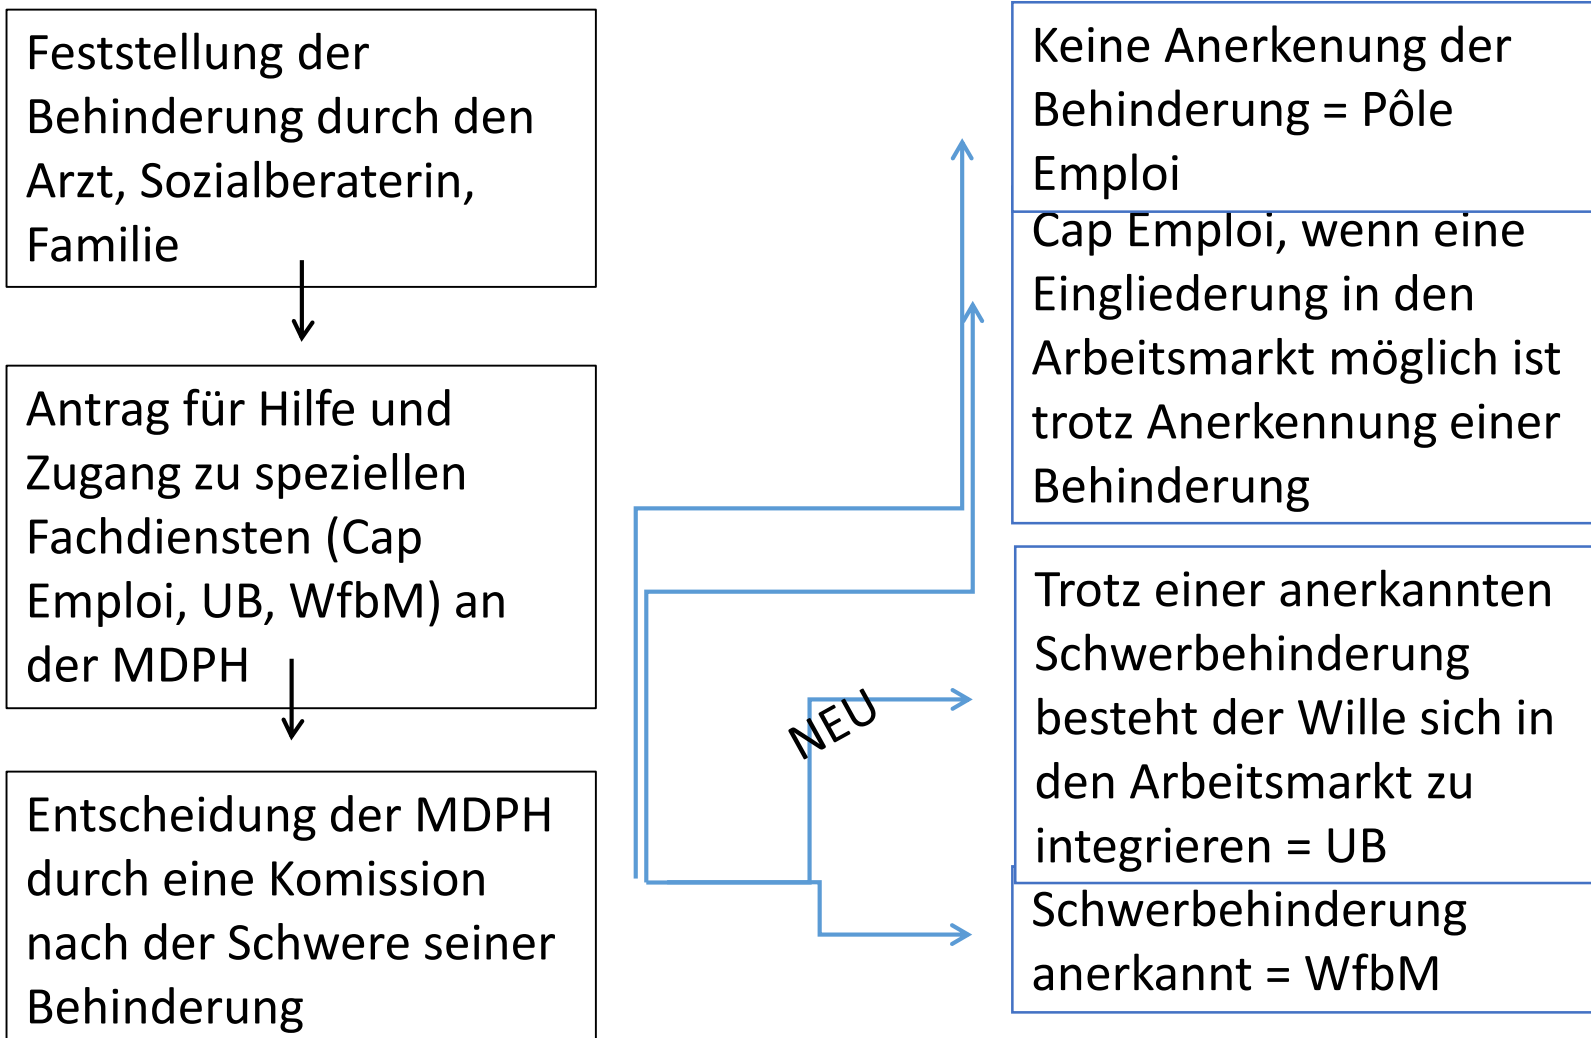 Feststellung der
Behinderung durch den
Arzt, Sozialberaterin,
Familie
Antrag für Hilfe und
Zugang zu speziellen
Fachdiensten (Cap
Emploi, UB, WfbM) an
der MDPH
Entscheidung der MDPH
durch eine Komission
nach der Schwere seiner
Behinderung
NEU
Keine Anerkenung der
Behinderung = Pôle
Emploi
Cap Emploi, wenn eine
Eingliederung in den
Arbeitsmarkt möglich ist
trotz Anerkennung einer
Behinderung
Trotz einer anerkannten
Schwerbehinderung
besteht der Wille sich in
den Arbeitsmarkt zu
integrieren = UB
Schwerbehinderung
anerkannt = WfbM